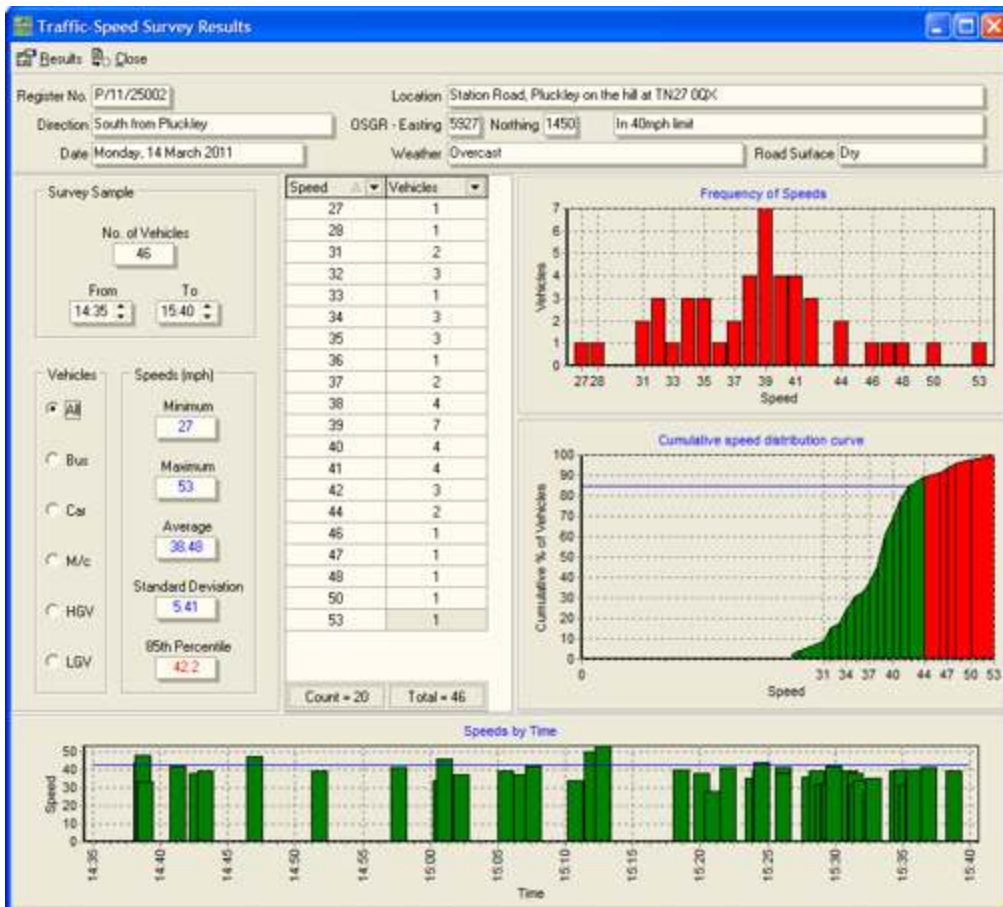 Traffic-Speed Survey Results
Results Close
Register No. P/11/25002 Location Station Road, Pluckley on the hill at TN27 0QX
Direction South from Pluckley OSGR - Easting 5927 Northing 1450 In 40mph limit
Date Monday, 14 March 2011 Weather Overcast Road Surface Dry
Survey Sample
No. of Vehicles
46
From To
14:35 15:40
Vehicles
All
Bus
Car
M/c
HGV
LGV
Speeds (mph)
Minimum
27
Maximum
53
Average
38.48
Standard Deviation
5.41
85th Percentile
42.2
Speed Vehicles
27 1
28 1
31 2
32 3
33 1
34 3
35 3
36 1
37 2
38 4
39 7
40 4
41 4
42 3
44 2
46 1
47 1
48 1
50 1
53 1
Count = 20 Total = 46
Frequency of Speeds
Vehicles
7
6
5
4
3
2
1
0
27 28 31 33 35 37 39 41 44 46 48 50 53
Speed
Cumulative speed distribution curve
Cumulative % of Vehicles
100
90
80
70
60
50
40
30
20
10
0
0 31 34 37 40 44 47 50 53
Speed
Speeds by Time
Speed
50
40
30
20
10
0
14:35 14:40 14:45 14:50 14:55 15:00 15:05 15:10 15:15 15:20 15:25 15:30 15:35 15:40
Time